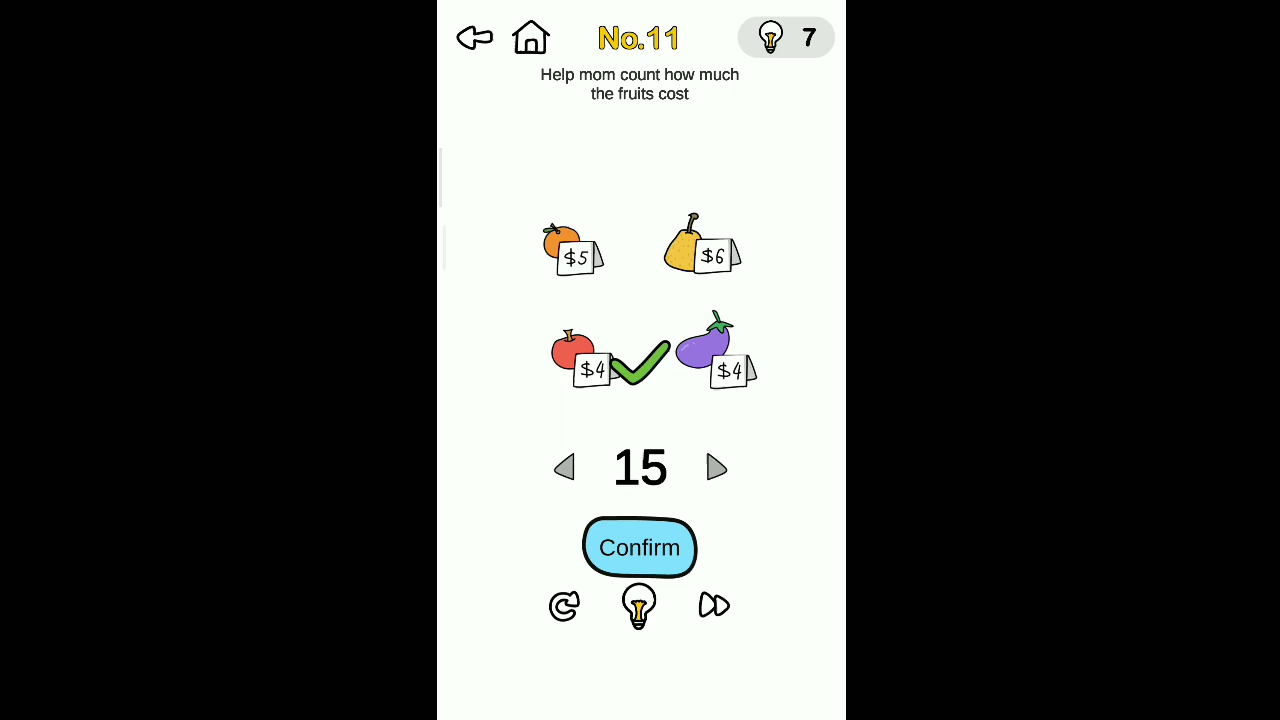 No.11
7
Help mom count how much
the fruits cost
$5
$6
$4
$4
15
Confirm